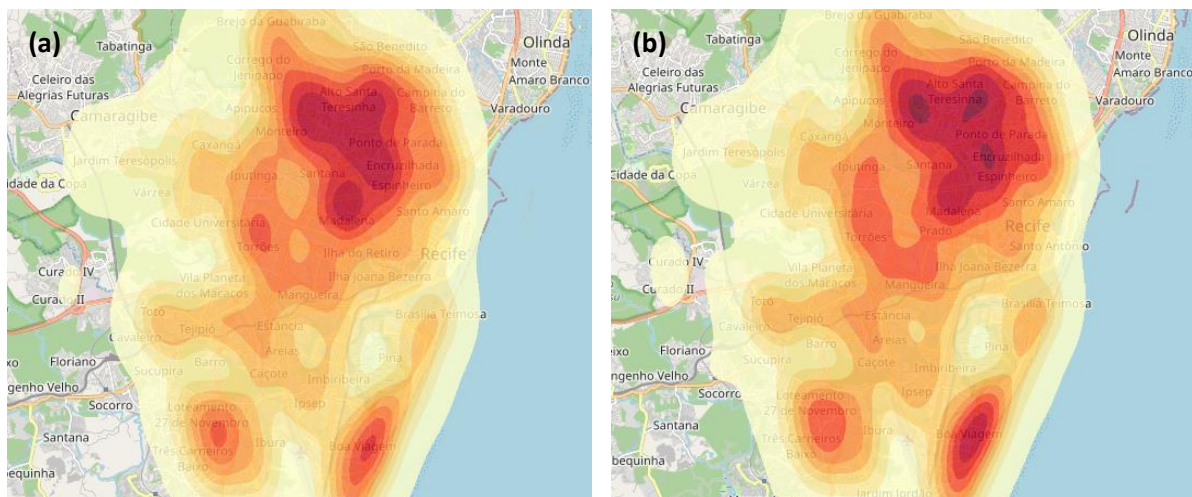 (a)
Brejo da Guabiraba
Tabatinga
São Benedito
Olinda
Córrego do
Jenipapo
Porto da Madeira
Monte
Celeiro das
Alegrias Futuras
Alto Santa
Teresinha
Campina do
Barreto
Amaro Branco
Apipucos
Varadouro
Camaragibe
Monteiro
Ponto de Parada
Caxangá
Jardim Teresópolis
Encruzilhada
Iputinga
Santana
Espinheiro
cidade da Copa
Várzea
Madalena
Santo Amaro
Cidade Universitária
Torrões
Ilha do Retiro
Recife
Curado IV
Vila Planeta
dos Macacos
Ilha Joana Bezerra
Curado II
Mangueira
Totó
Tejipió
Estância
Brasília Teimosa
Cavaleiro
Areias
Floriano
Barro
Pina
Sucupira
Caçote
Imbiribeira
ngenho Velho
Socorro
Loteamento
27 de Novembro
Ipsep
Santana
Três Carneiros
Baixo
Ibura
Boa Viagem
bequinha
(b)
Brejo da Guabiraba
Tabatinga
São Benedito
Olinda
Córrego do
Jenipapo
Porto da Madeira
Monte
Celeiro das
Alegrias Futuras
Alto Santa
Teresinha
Campina do
Barreto
Amaro Branco
Apipucos
Varadouro
Camaragibe
Monteiro
Ponto de Parada
Caxangá
Jardim Teresópolis
Encruzilhada
Iputinga
Santana
Espinheiro
Cidade da Copa
Várzea
Madalena
Santo Amaro
Cidade Universitária
Prado
Torrões
Recife
Santo Antônio
Curado IV
Vila Planeta
dos Macacos
Ilha Joana Bezerra
Curado II
Mangueira
Totó
Tejipió
Estância
Brasília Teimosa
Cavaleiro
Areias
eixo
Floriano
Barro
Pina
Sucupira
Caçote
Imbiribeira
ngenho Velho
Socorro
Loteamento
27 de Novembro
Ipsep
Santana
Três Carneiros
Baixo
Ibura
Boa Viagem
bequinha
Jardim Jordão